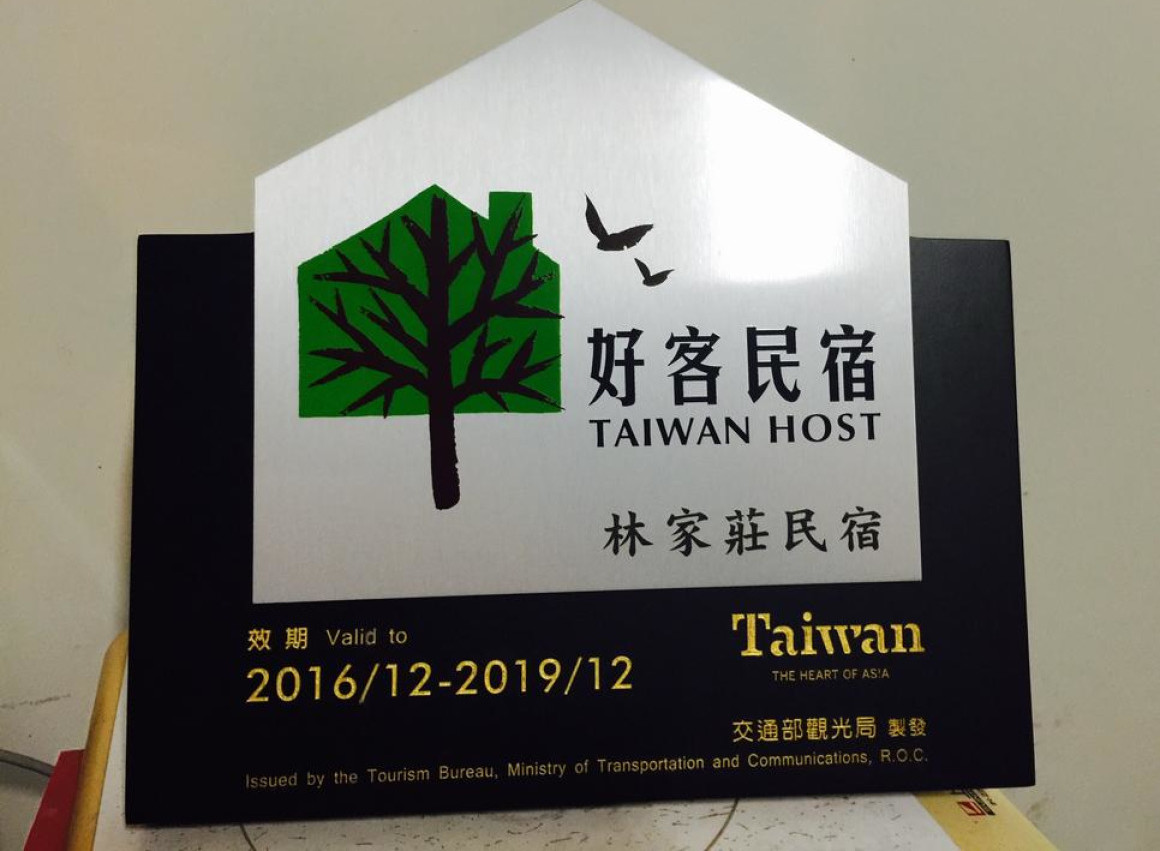 好客民宿
TAIWAN HOST
林家莊民宿
效期 Valid to
2016/12-2019/12
Taiwan
THE HEART OF ASIA
交通部觀光局 製發
Issued by the Tourism Bureau, Ministry of Transportation and Communications, R.O.C.